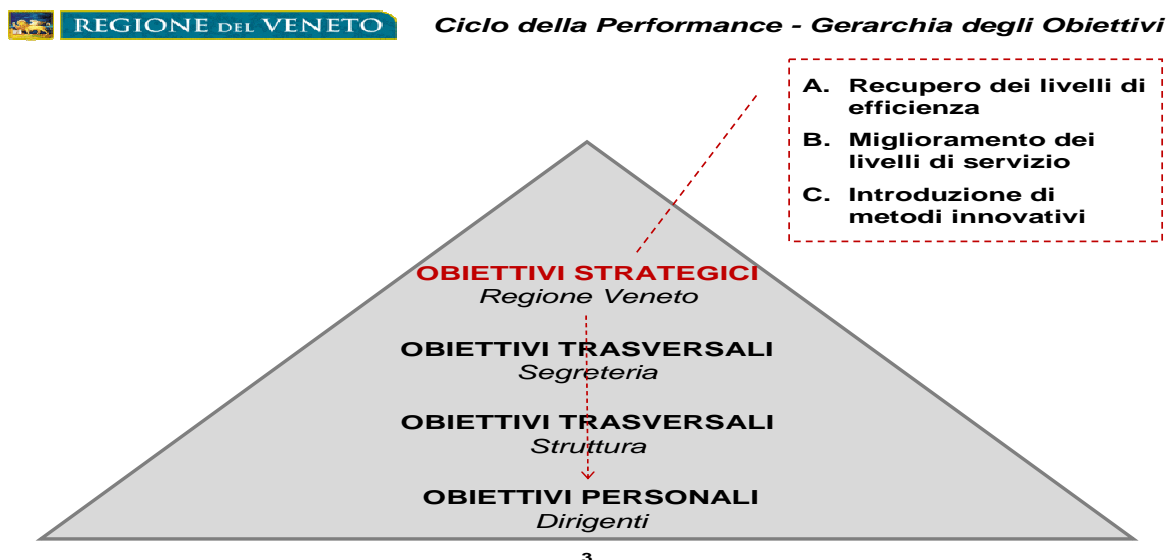 REGIONE DEL VENETO
Ciclo della Performance - Gerarchia degli Obiettivi
A. Recupero dei livelli di
efficienza
B. Miglioramento dei
livelli di servizio
C. Introduzione di
metodi innovativi
OBIETTIVI STRATEGICI
Regione Veneto
OBIETTIVI TRASVERSALI
Segreteria
OBIETTIVI TRASVERSALI
Struttura
OBIETTIVI PERSONALI
Dirigenti
3